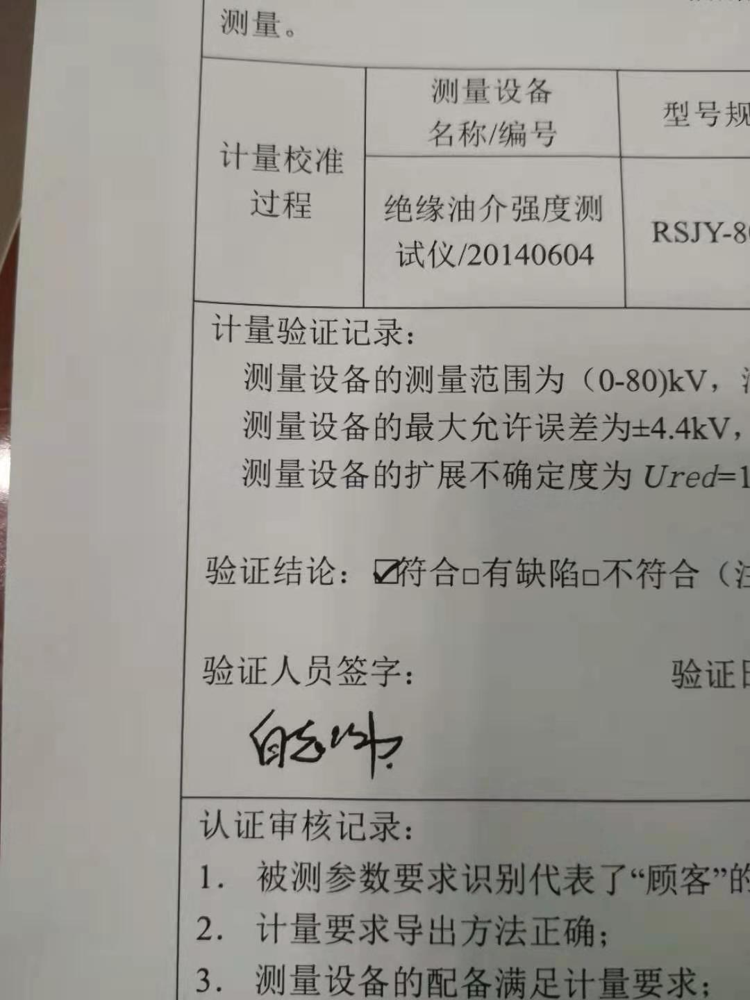 测量。
计量校准
过程
测量设备
名称/编号
型号规
绝缘油介强度测
试仪/20140604
RSJY-80
计量验证记录：
测量设备的测量范围为（0-80)kV，
测量设备的最大允许误差为±4.4kV，
测量设备的扩展不确定度为 Ured=1
验证结论：☑符合□有缺陷□不符合（注
验证人员签字：
验证日
认证审核记录：
1. 被测参数要求识别代表了“顾客”的
2. 计量要求导出方法正确；
3. 测量设备的配备满足计量要求；